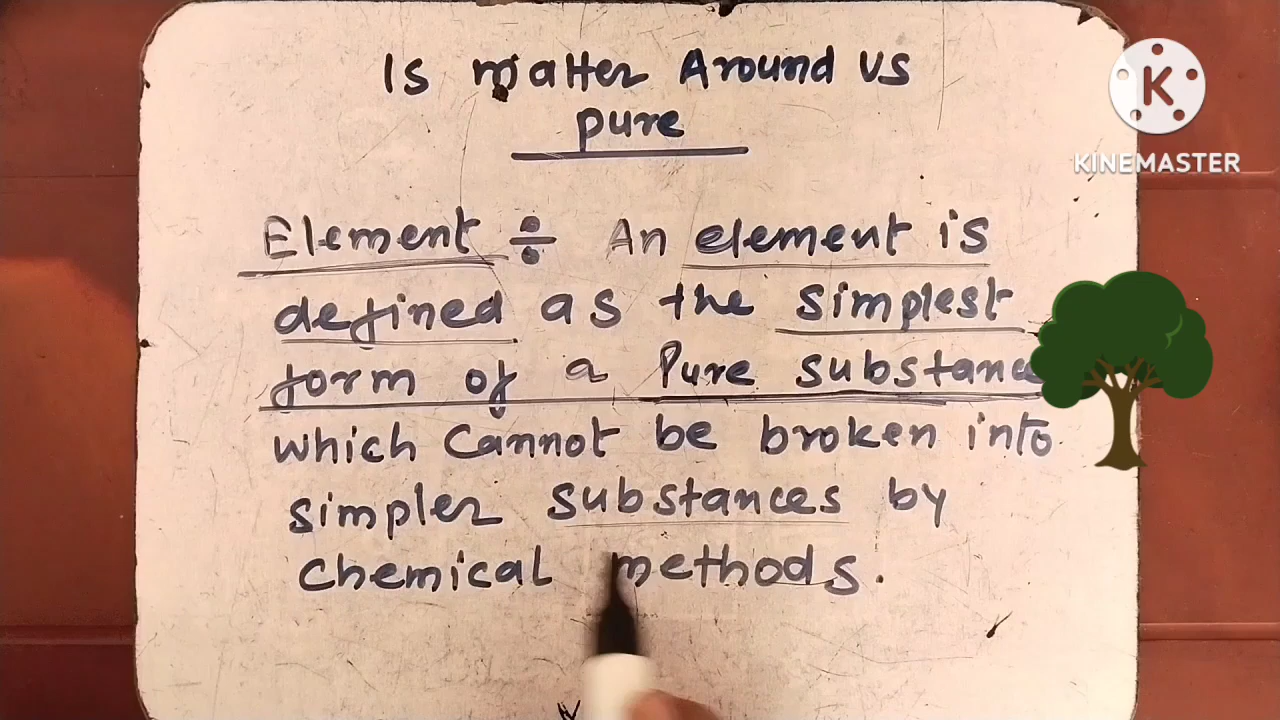 Is matter Around us
pure
Element ÷ An element is
defined as the simplest
form of a Pure substance
which cannot be broken into
simpler substances by
chemical methods.
K
KINEMASTER